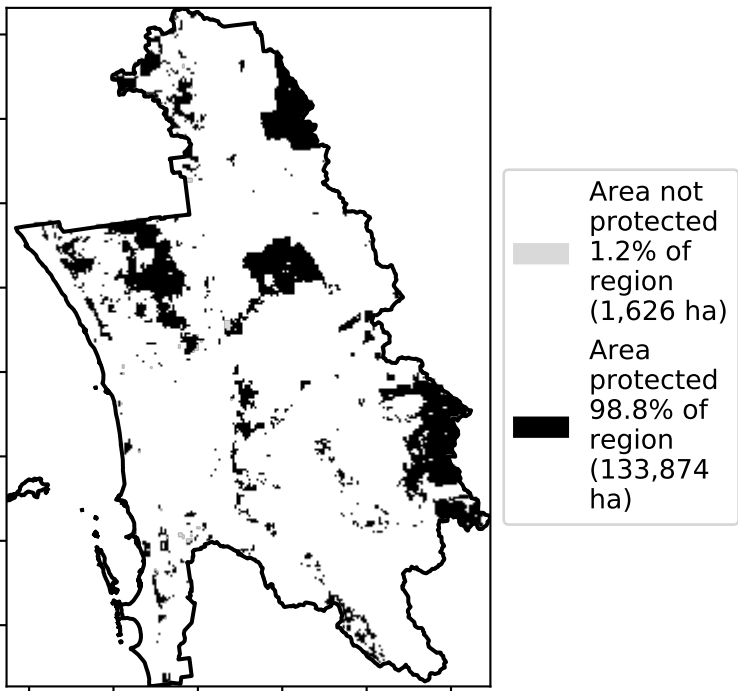 Area not
protected
1.2% of
region
(1,626 ha)
Area
protected
98.8% of
region
(133,874
ha)